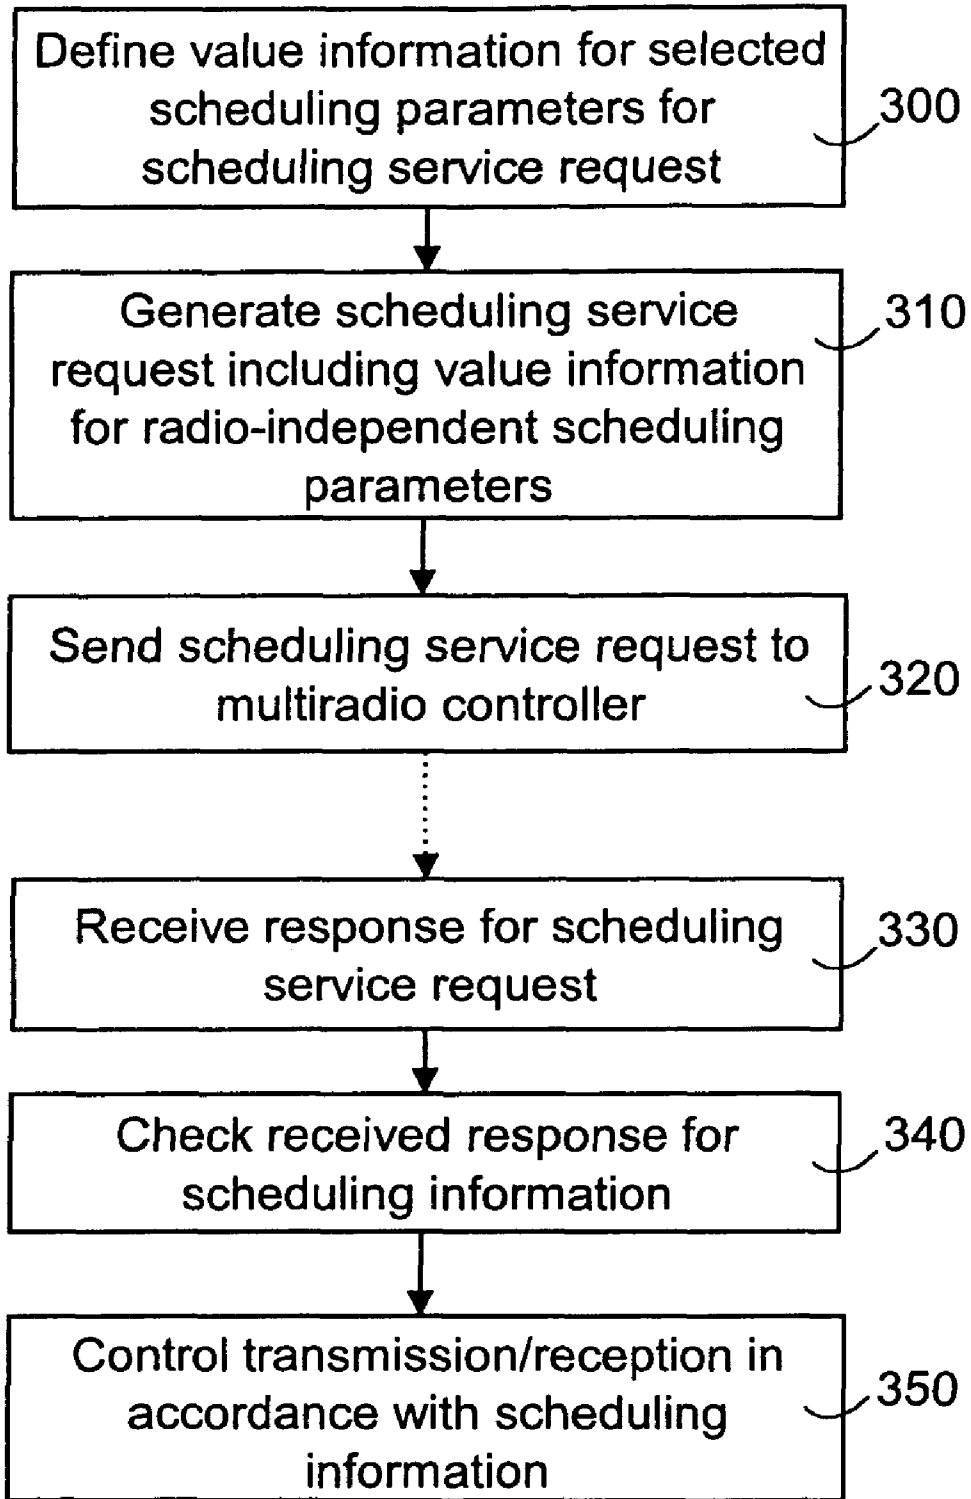 Define value information for selected
scheduling parameters for
scheduling service request
300
Generate scheduling service
request including value information
for radio-independent scheduling
parameters
310
Send scheduling service request to
multiradio controller
320
Receive response for scheduling
service request
330
Check received response for
scheduling information
340
Control transmission/reception in
accordance with scheduling
information
350